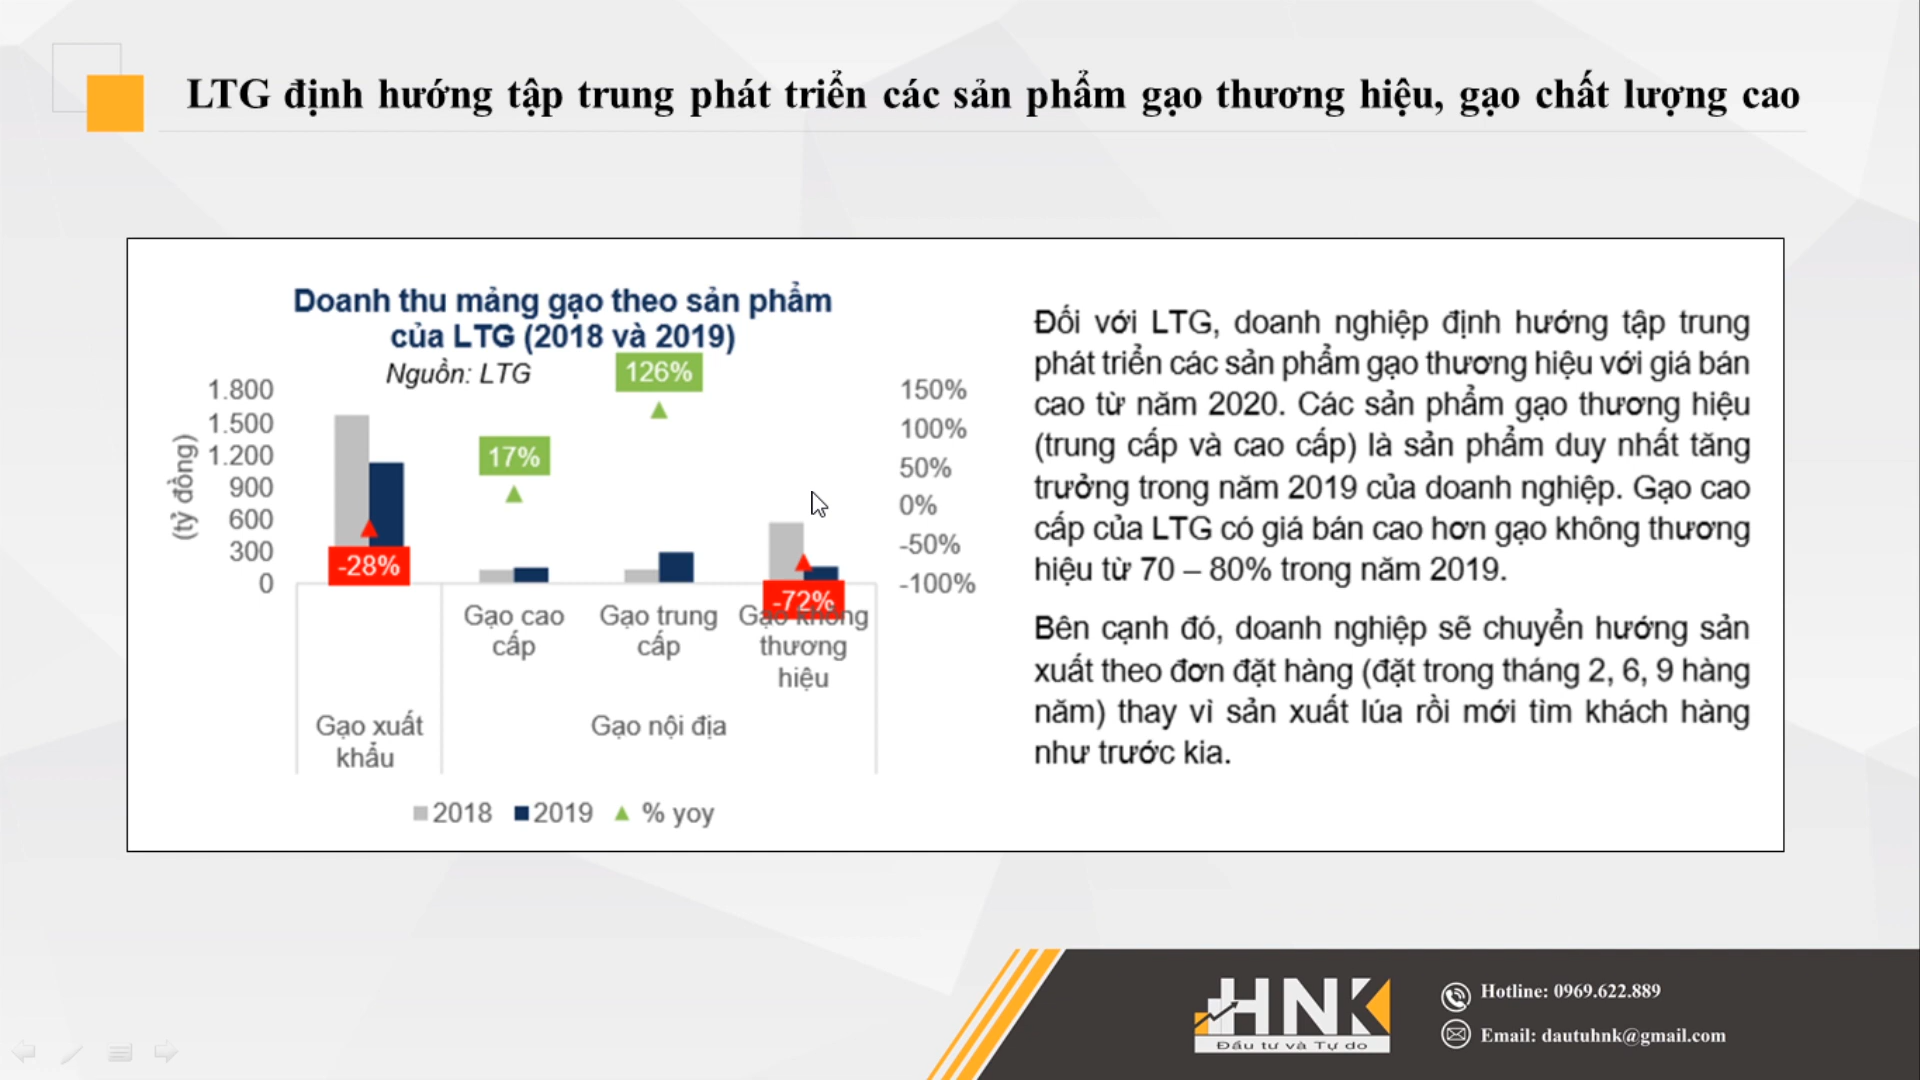 LTG định hướng tập trung phát triển các sản phẩm gạo thương hiệu, gạo chất lượng cao
Doanh thu mảng gạo theo sản phẩm
của LTG (2018 và 2019)
Nguồn: LTG
(tỷ đồng)
1.800
1.500
1.200
900
600
300
0
150%
100%
50%
0%
-50%
-100%
-28%
17%
126%
-72%
Gạo cao
cấp
Gạo trung
cấp
Gạo không
thương
hiệu
Gạo xuất
khẩu
Gạo nội địa
2018 2019 % yoy
Đối với LTG, doanh nghiệp định hướng tập trung
phát triển các sản phẩm gạo thương hiệu với giá bán
cao từ năm 2020. Các sản phẩm gạo thương hiệu
(trung cấp và cao cấp) là sản phẩm duy nhất tăng
trưởng trong năm 2019 của doanh nghiệp. Gạo cao
cấp của LTG có giá bán cao hơn gạo không thương
hiệu từ 70 – 80% trong năm 2019.
Bên cạnh đó, doanh nghiệp sẽ chuyển hướng sản
xuất theo đơn đặt hàng (đặt trong tháng 2, 6, 9 hàng
năm) thay vì sản xuất lúa rồi mới tìm khách hàng
như trước kia.
HNK
Đầu tư và Tự do
Hotline: 0969.622.889
Email: dautuhnk@gmail.com